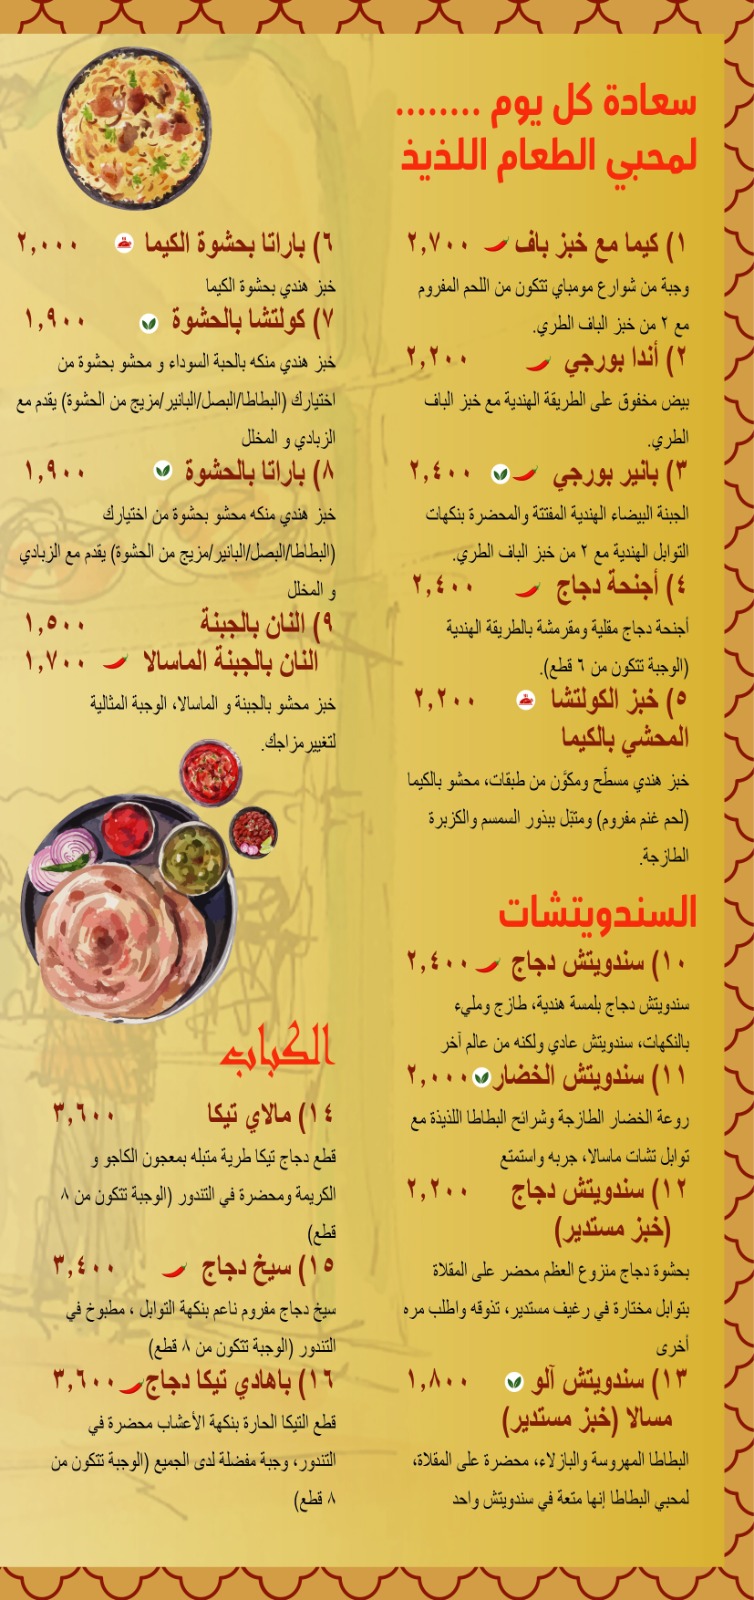 سعادة كل يوم ........
لمحبي الطعام اللذيذ
١) كيما مع خبز باف ٢,٧٠٠
وجبة من شوارع مومباي تتكون من اللحم المفروم
مع ٢ من خبز الباف الطري.
٢) أندا بورجي ٢,٢٠٠
بيض مخفوق على الطريقة الهندية مع خبز الباف
الطري.
٣) بانير بورجي ٢,٤٠٠
الجبنة البيضاء الهندية المفتتة والمحضرة بنكهات
التوابل الهندية مع ٢ من خبز الباف الطري.
٤) أجنحة دجاج ٢,٤٠٠
أجنحة دجاج مقلية ومقرمشة بالطريقة الهندية
(الوجبة تتكون من ٦ قطع).
٥) خبز الكولتشا ٢,٢٠٠
المحشي بالكيما
خبز هندي مسطّح ومكوّن من طبقات، محشو بالكيما
(لحم غنم مفروم) ومتبّل ببذور السمسم والكزبرة
الطازجة.
السندويتشات
١٠) سندويتش دجاج ٢,٤٠٠
سندويتش دجاج بلمسة هندية، طازج ومليء
بالنكهات، سندويتش عادي ولكنه من عالم آخر
١١) سندويتش الخضار ٢,٠٠٠
روعة الخضار الطازجة وشرائح البطاطا اللذيذة مع
توابل تشات ماسالا، جربه واستمتع
١٢) سندويتش دجاج ٢,٢٠٠
(خبز مستدير)
بحشوة دجاج منزوع العظم محضر على المقلاة
بتوابل مختارة في رغيف مستدير، تذوقه واطلب مره
أخرى
١٣) سندويتش آلو ١,٨٠٠
مسالا (خبز مستدير)
البطاطا المهروسة والبازلاء، محضرة على المقلاة،
لمحبي البطاطا إنها متعة في سندويتش واحد
٦) باراتا بحشوة الكيما ٢,٠٠٠
خبز هندي بحشوة الكيما
٧) كولتشا بالحشوة ١,٩٠٠
خبز هندي منكه بالحبة السوداء و محشو بحشوة من
اختيارك (البطاطا/البصل/البانير/مزيج من الحشوة) يقدم مع
الزبادي و المخلل
٨) باراتا بالحشوة ١,٩٠٠
خبز هندي منكه محشو بحشوة من اختيارك
(البطاطا/البصل/البانير/مزيج من الحشوة) يقدم مع الزبادي
و المخلل
٩) النان بالجبنة ١,٥٠٠
النان بالجبنة الماسالا ١,٧٠٠
خبز محشو بالجبنة و الماسالا، الوجبة المثالية
لتغييرمزاجك.
الكباب
١٤) مالاي تيكا ٣,٦٠٠
قطع دجاج تيكا طرية متبله بمعجون الكاجو و
الكريمة ومحضرة في التندور (الوجبة تتكون من ٨
قطع)
١٥) سيخ دجاج ٣,٤٠٠
سيخ دجاج مفروم ناعم بنكهة التوابل ، مطبوخ في
التندور (الوجبة تتكون من ٨ قطع)
١٦) باهادي تيكا دجاج ٣,٦٠٠
قطع التيكا الحارة بنكهة الأعشاب محضرة في
التندور، وجبة مفضلة لدى الجميع (الوجبة تتكون من
٨ قطع)